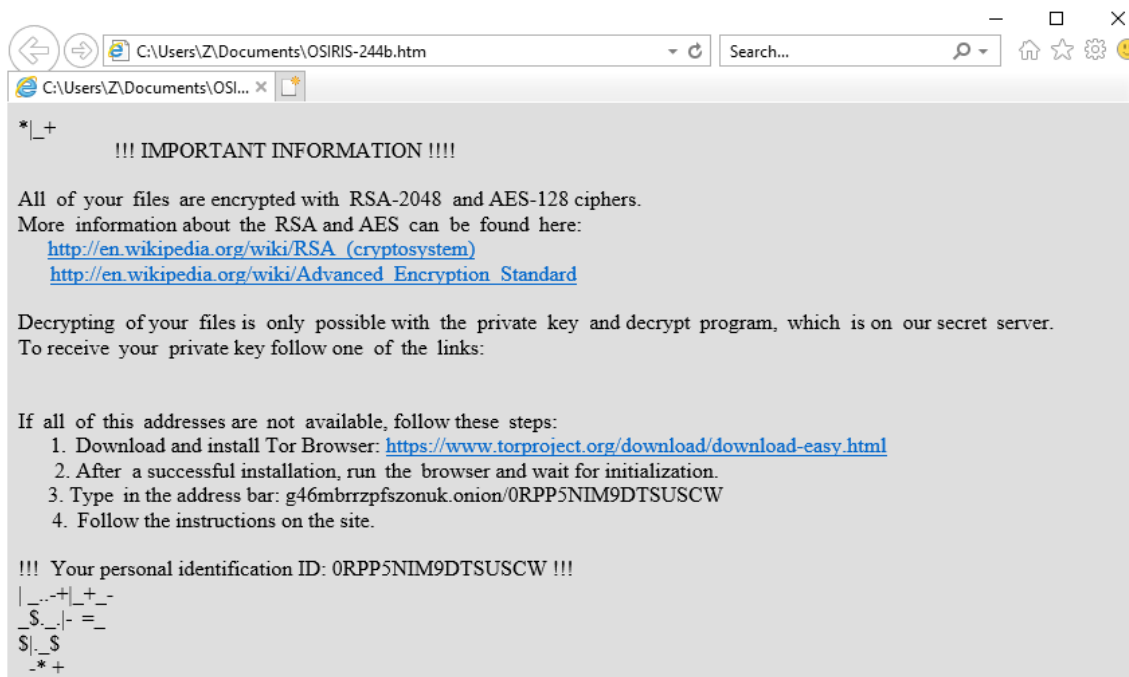 C:\Users\Z\Documents\OSIRIS-244b.htm
Search...
C:\Users\Z\Documents\OSI...
*|_+
!!! IMPORTANT INFORMATION !!!!
All of your files are encrypted with RSA-2048 and AES-128 ciphers.
More information about the RSA and AES can be found here:
http://en.wikipedia.org/wiki/RSA_(cryptosystem)
http://en.wikipedia.org/wiki/Advanced_Encryption_Standard
Decrypting of your files is only possible with the private key and decrypt program, which is on our secret server.
To receive your private key follow one of the links:
If all of this addresses are not available, follow these steps:
1. Download and install Tor Browser: https://www.torproject.org/download/download-easy.html
2. After a successful installation, run the browser and wait for initialization.
3. Type in the address bar: g46mbrrzpfszonuk.onion/0RPP5NIM9DTSUSCW
4. Follow the instructions on the site.
!!! Your personal identification ID: 0RPP5NIM9DTSUSCW !!!
|_..-+|_+_-
_$._.|- =_
$|._$
-* +